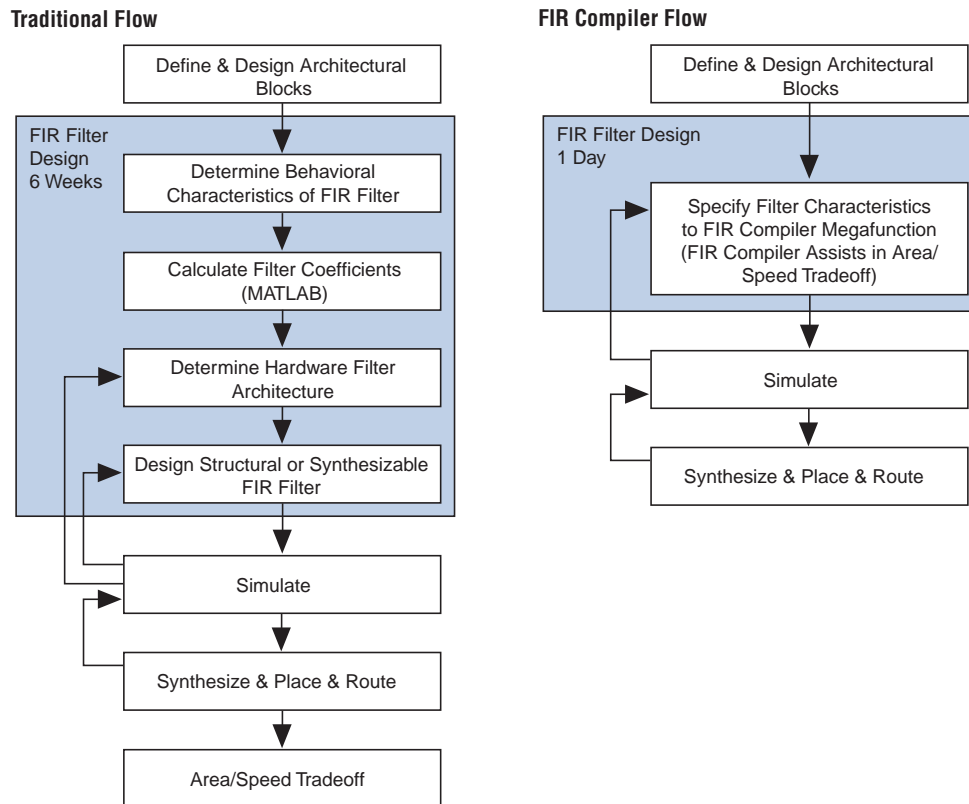 Traditional Flow
Define & Design Architectural
Blocks
FIR Filter
Design
6 Weeks
Determine Behavioral
Characteristics of FIR Filter
Calculate Filter Coefficients
(MATLAB)
Determine Hardware Filter
Architecture
Design Structural or Synthesizable
FIR Filter
Simulate
Synthesize & Place & Route
Area/Speed Tradeoff
FIR Compiler Flow
Define & Design Architectural
Blocks
FIR Filter Design
1 Day
Specify Filter Characteristics
to FIR Compiler Megafunction
(FIR Compiler Assists in Area/
Speed Tradeoff)
Simulate
Synthesize & Place & Route